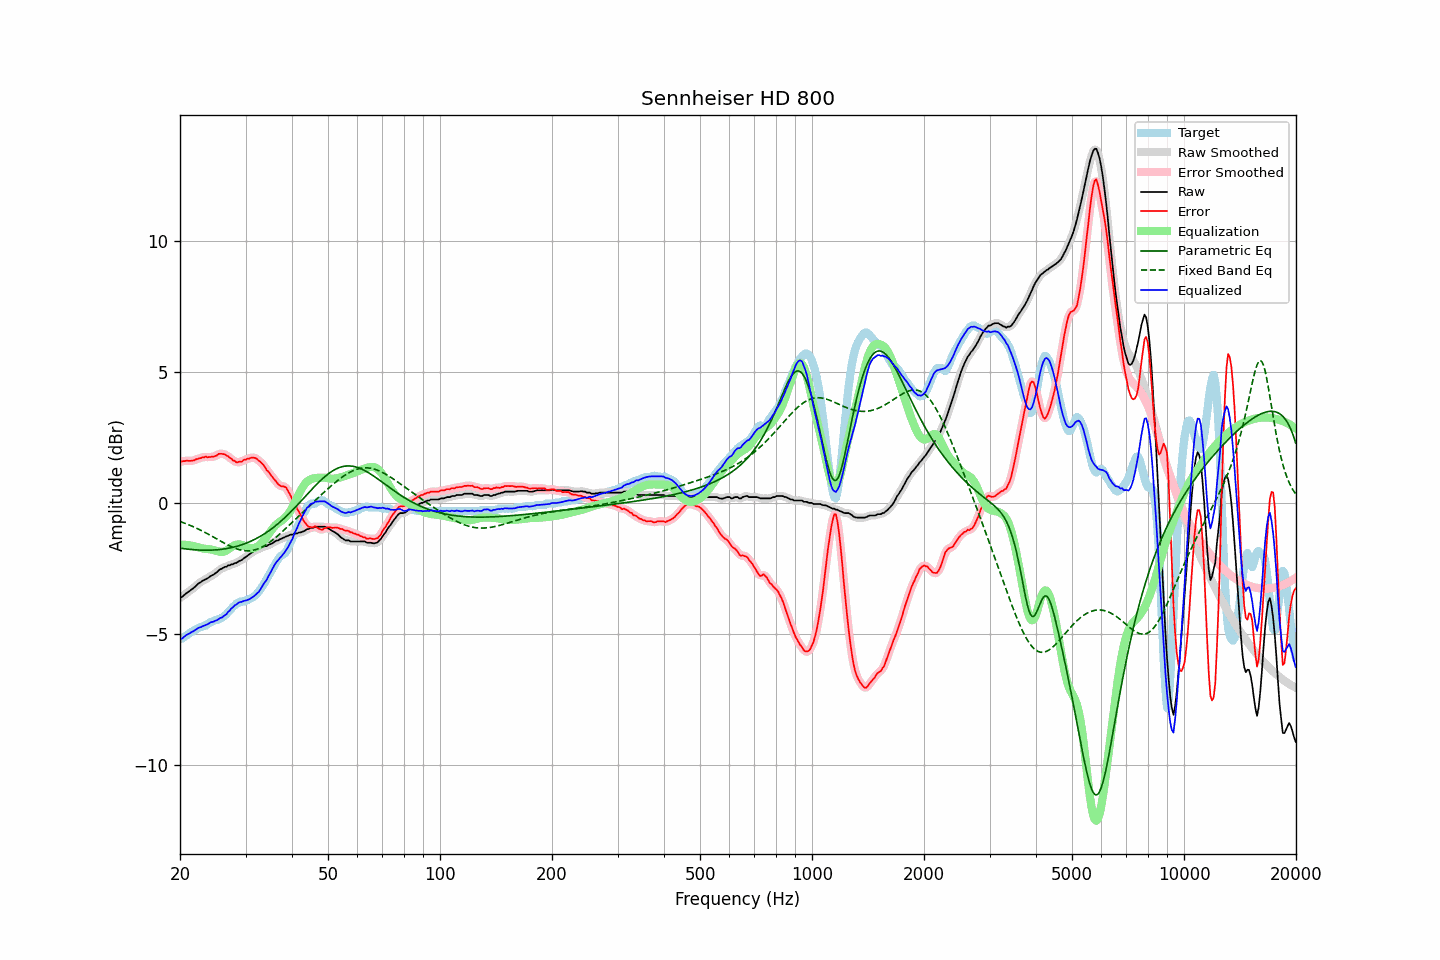 Sennheiser HD 800
Amplitude (dBr)
10
5
0
−5
−10
Target
Raw Smoothed
Error Smoothed
Raw
Error
Equalization
Parametric Eq
Fixed Band Eq
Equalized
20 50 100 200 500 1000 2000 5000 10000 20000
Frequency (Hz)